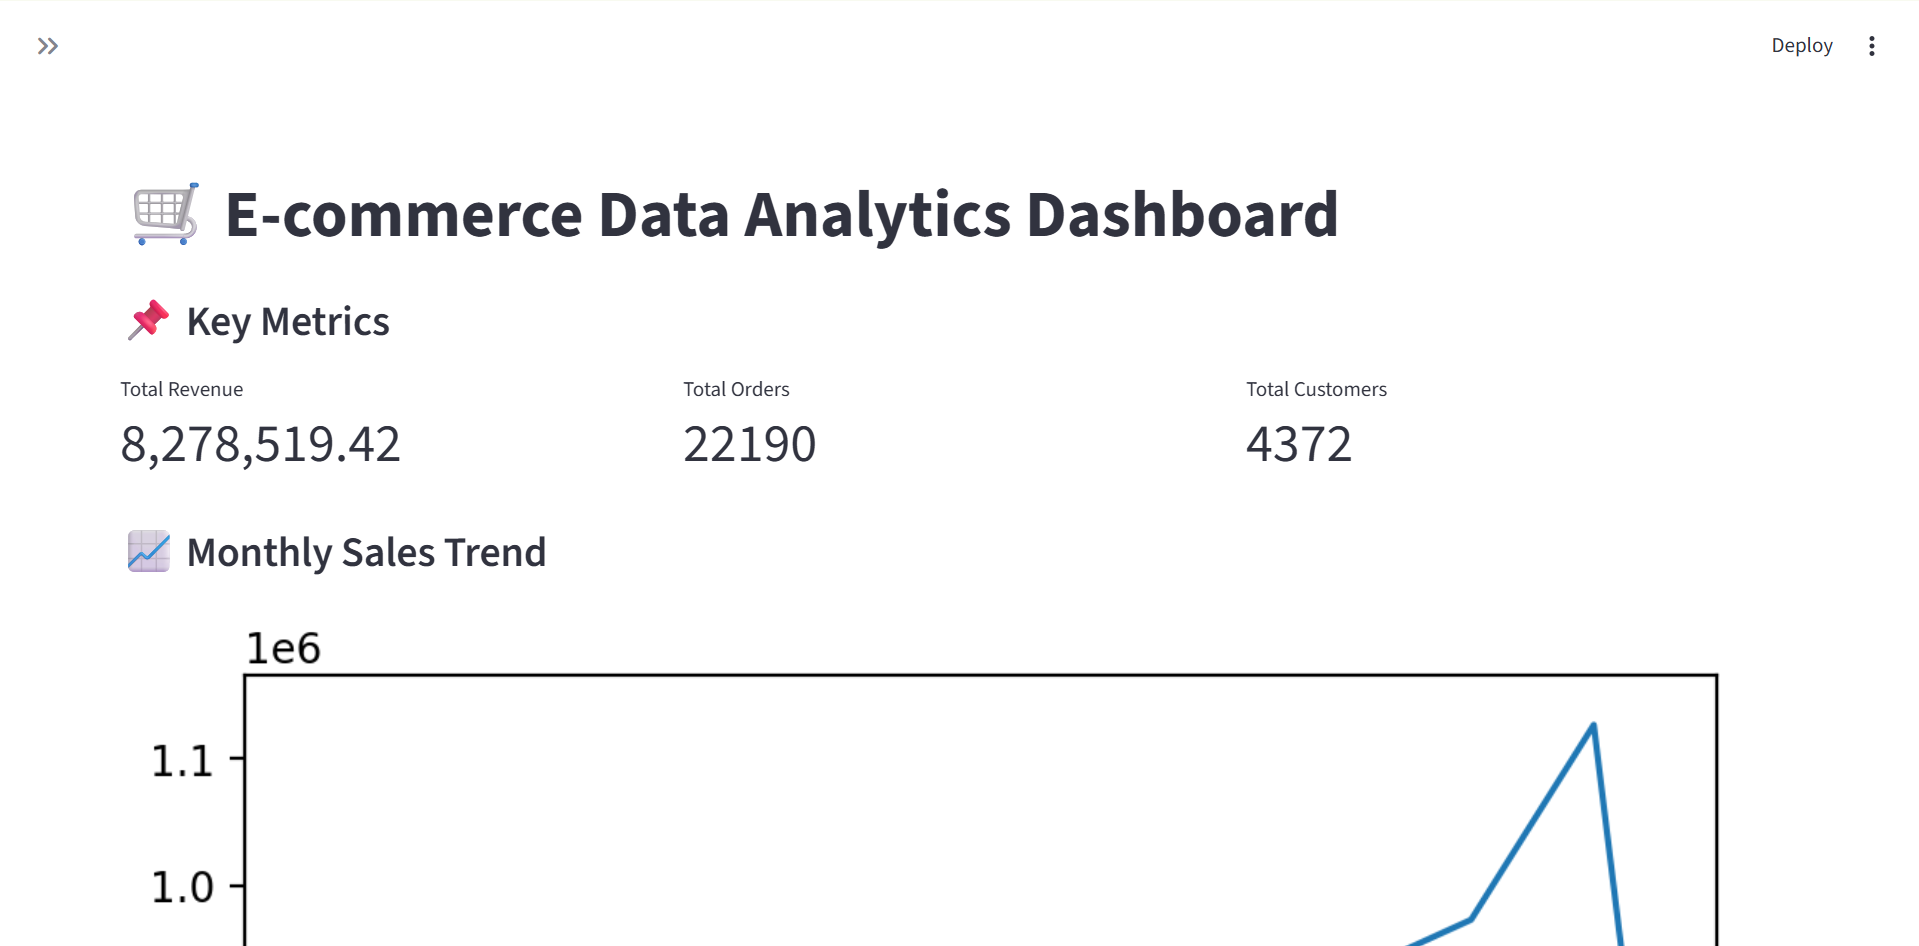 Deploy
E-commerce Data Analytics Dashboard
Key Metrics
Total Revenue
8,278,519.42
Total Orders
22190
Total Customers
4372
Monthly Sales Trend
1e6
1.1
1.0